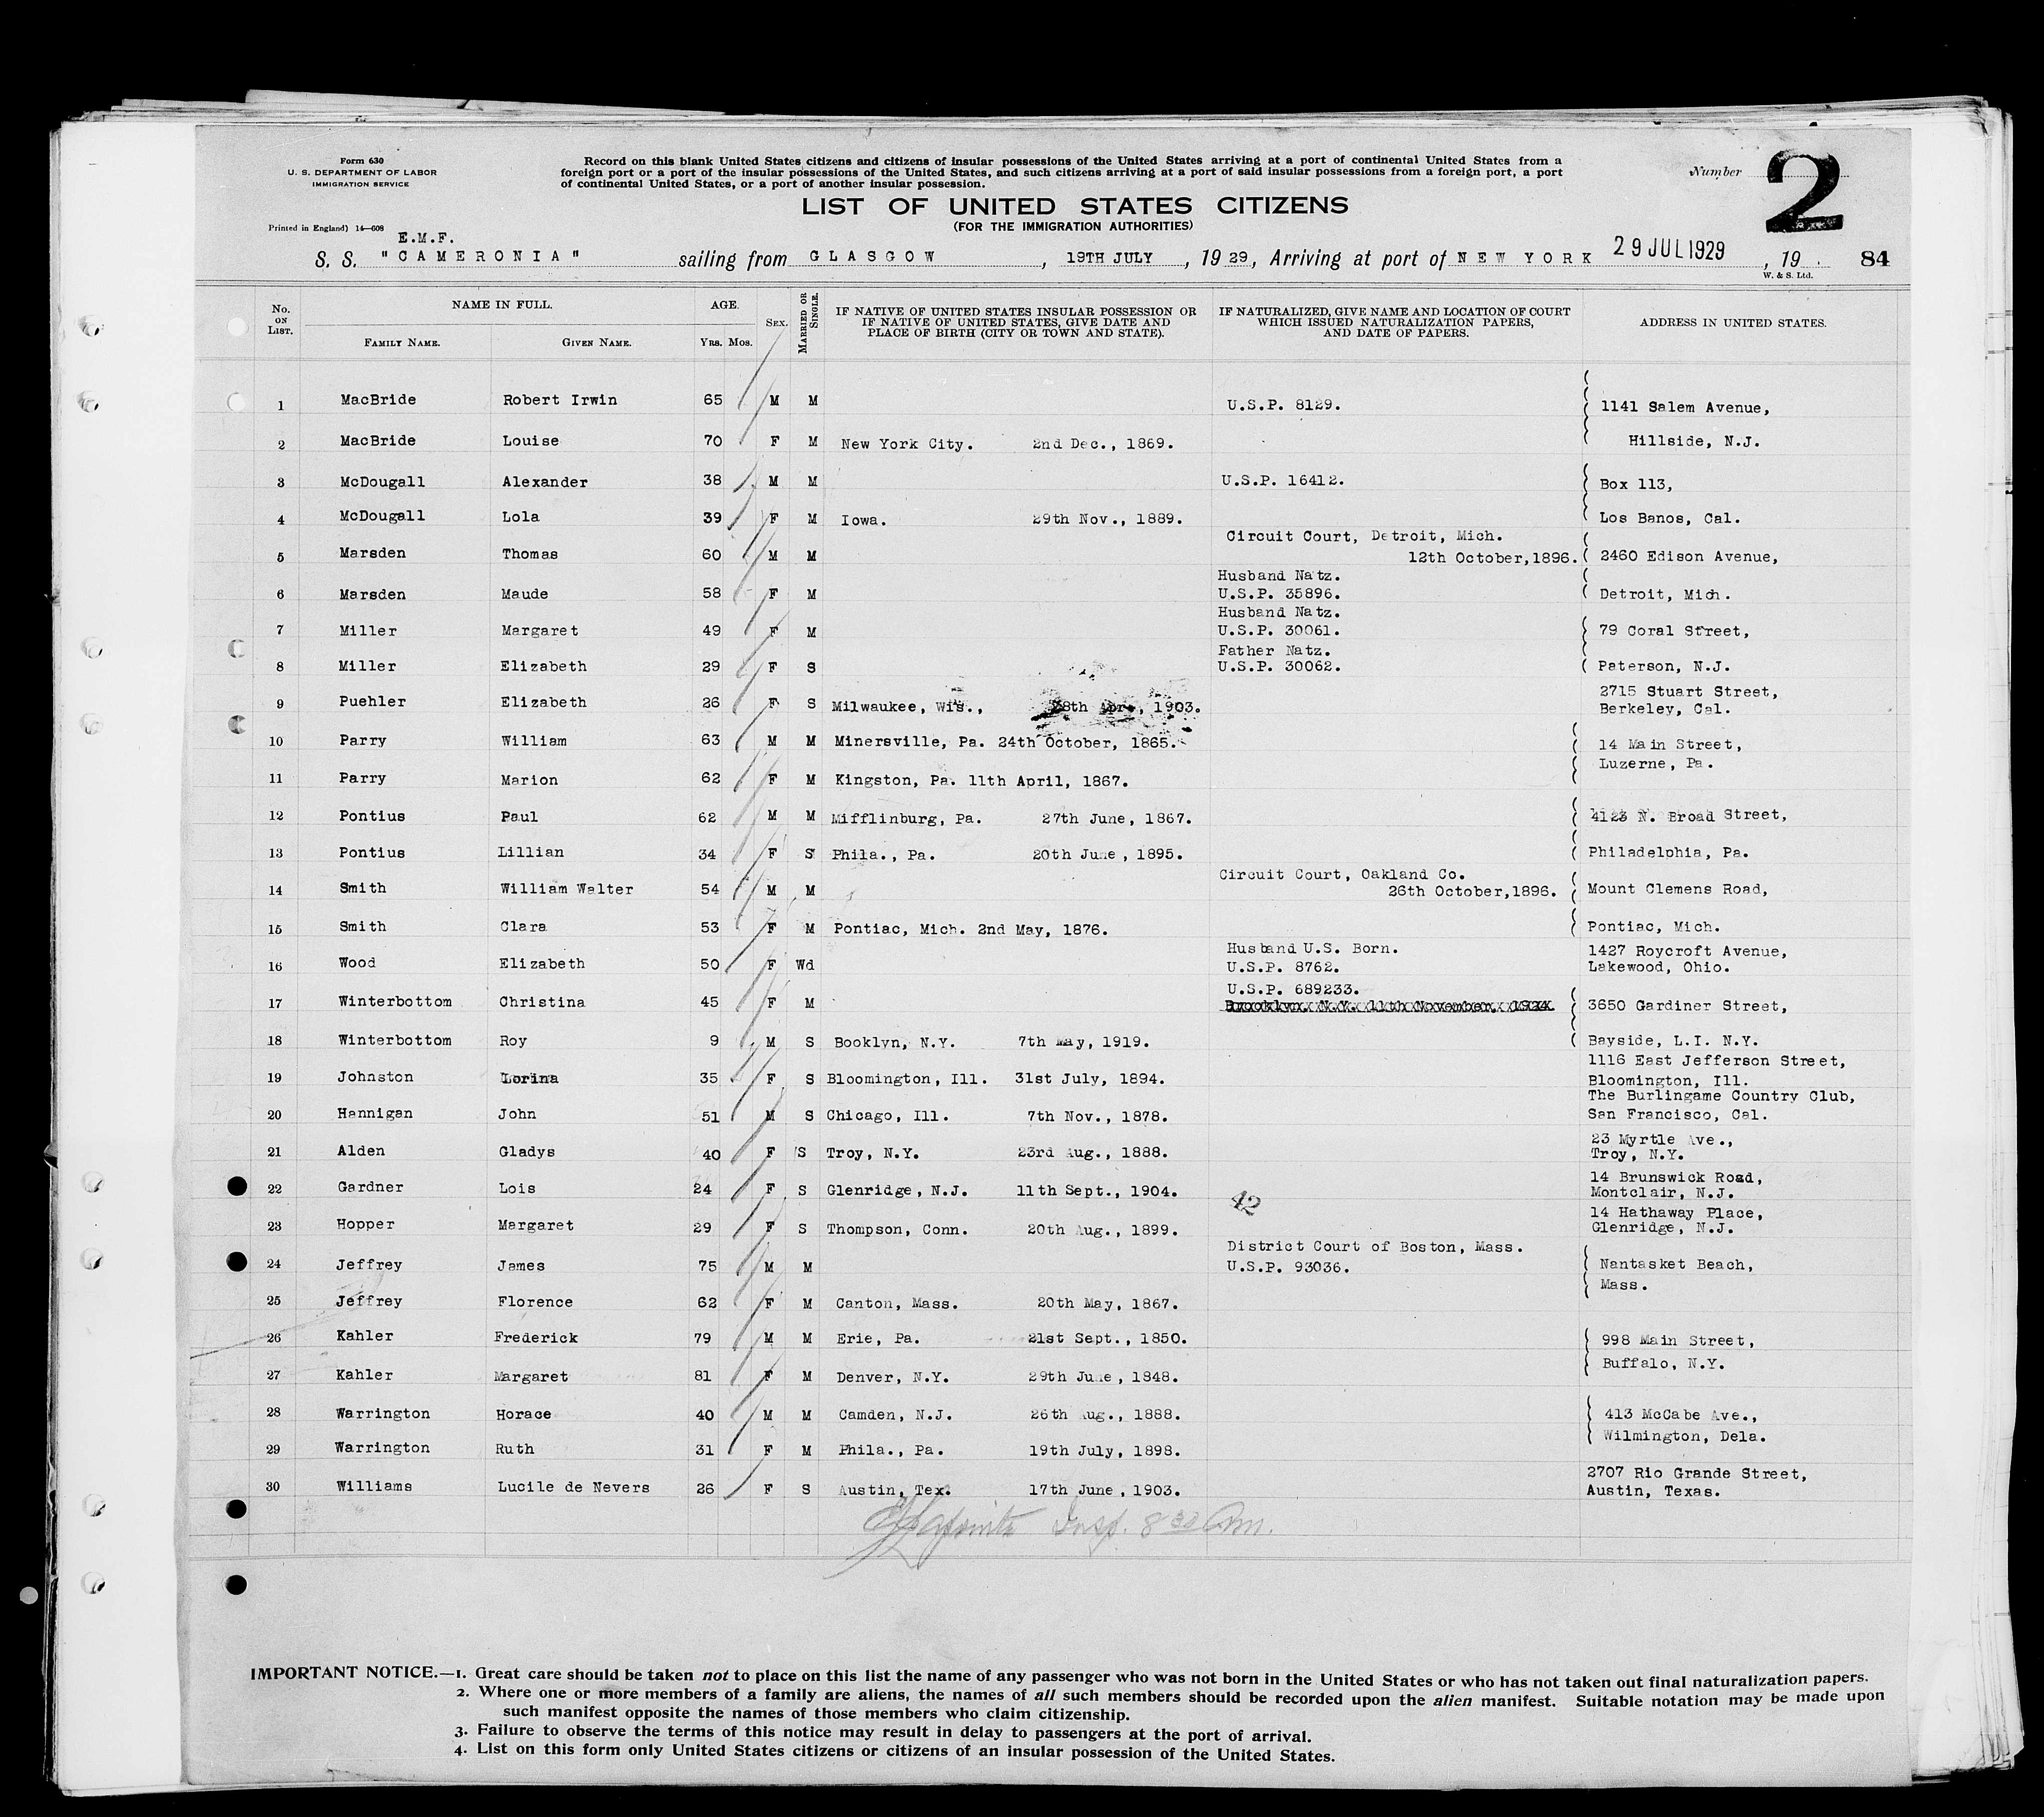 Form 630
U. S. DEPARTMENT OF LABOR
IMMIGRATION SERVICE
Record on this blank United States citizens and citizens of insular possessions of the United States arriving at a port of continental United States from a
foreign port or a port of the insular possessions of the United States, and such citizens arriving at a port of said insular possessions from a foreign port, a port
of continental United States, or a port of another insular possession.
Number 2
LIST OF UNITED STATES CITIZENS
(FOR THE IMMIGRATION AUTHORITIES)
Printed in England) 14—608
E.M.F.
S. S. "CAMERONIA" sailing from GLASGOW, 19TH JULY, 1929, Arriving at port of NEW YORK 29 JUL 1929, 19 . 84
W. & S. Ltd.
No. ON LIST. NAME IN FULL. AGE. SEX. MARRIED OR SINGLE. IF NATIVE OF UNITED STATES INSULAR POSSESSION OR IF NATIVE OF UNITED STATES, GIVE DATE AND PLACE OF BIRTH (CITY OR TOWN AND STATE). IF NATURALIZED, GIVE NAME AND LOCATION OF COURT WHICH ISSUED NATURALIZATION PAPERS, AND DATE OF PAPERS. ADDRESS IN UNITED STATES.
FAMILY NAME. GIVEN NAME. YRS. MOS.
1 MacBride Robert Irwin 65 M M U.S.P. 8129. 1141 Salem Avenue,
2 MacBride Louise 70 F M New York City. 2nd Dec., 1869. Hillside, N.J.
3 McDougall Alexander 38 M M U.S.P. 16412. Box 113,
4 McDougall Lola 39 F M Iowa. 29th Nov., 1889. Los Banos, Cal.
Circuit Court, Detroit, Mich.
5 Marsden Thomas 60 M M 12th October,1896. 2460 Edison Avenue,
Husband Natz.
6 Marsden Maude 58 F M U.S.P. 35896. Detroit, Mich.
Husband Natz.
7 Miller Margaret 49 F M U.S.P. 30061. 79 Coral Street,
Father Natz.
8 Miller Elizabeth 29 F S U.S.P. 30062. Paterson, N.J.
2715 Stuart Street,
9 Puehler Elizabeth 26 F S Milwaukee, Wis., 28th Apr., 1903. Berkeley, Cal.
10 Parry William 63 M M Minersville, Pa. 24th October, 1865. 14 Main Street,
Luzerne, Pa.
11 Parry Marion 62 F M Kingston, Pa. 11th April, 1867.
12 Pontius Paul 62 M M Mifflinburg, Pa. 27th June, 1867. 4123 N. Broad Street,
13 Pontius Lillian 34 F S Phila., Pa. 20th June, 1895. Philadelphia, Pa.
Circuit Court, Oakland Co.
14 Smith William Walter 54 M M 26th October,1896. Mount Clemens Road,
15 Smith Clara 53 F M Pontiac, Mich. 2nd May, 1876. Pontiac, Mich.
Husband U.S. Born. 1427 Roycroft Avenue,
16 Wood Elizabeth 50 F Wd U.S.P. 8762. Lakewood, Ohio.
U.S.P. 689233.
17 Winterbottom Christina 45 F M Brooklyn. N.Y. 11th November. 1924. 3650 Gardiner Street,
18 Winterbottom Roy 9 M S Booklyn, N.Y. 7th May, 1919. Bayside, L.I. N.Y.
1116 East Jefferson Street,
19 Johnston Lorina 35 F S Bloomington, Ill. 31st July, 1894. Bloomington, Ill.
The Burlingame Country Club,
20 Hannigan John 51 M S Chicago, Ill. 7th Nov., 1878. San Francisco, Cal.
23 Myrtle Ave.,
21 Alden Gladys 40 F S Troy, N.Y. 23rd Aug., 1888. Troy, N.Y.
14 Brunswick Road,
22 Gardner Lois 24 F S Glenridge, N.J. 11th Sept., 1904. 42 Montclair, N.J.
14 Hathaway Place,
23 Hopper Margaret 29 F S Thompson, Conn. 20th Aug., 1899. Glenridge, N.J.
District Court of Boston, Mass.
24 Jeffrey James 75 M M U.S.P. 93036. Nantasket Beach,
Mass.
25 Jeffrey Florence 62 F M Canton, Mass. 20th May, 1867.
26 Kahler Frederick 79 M M Erie, Pa. 21st Sept., 1850. 998 Main Street,
Buffalo, N.Y.
27 Kahler Margaret 81 F M Denver, N.Y. 29th June, 1848.
28 Warrington Horace 40 M M Camden, N.J. 26th Aug., 1888. 413 McCabe Ave.,
Wilmington, Dela.
29 Warrington Ruth 31 F M Phila., Pa. 19th July, 1898.
2707 Rio Grande Street,
30 Williams Lucile de Nevers 26 F S Austin, Tex. 17th June, 1903. Austin, Texas.
Insp. 8 30 am.
IMPORTANT NOTICE.—1. Great care should be taken not to place on this list the name of any passenger who was not born in the United States or who has not taken out final naturalization papers.
2. Where one or more members of a family are aliens, the names of all such members should be recorded upon the alien manifest. Suitable notation may be made upon
such manifest opposite the names of those members who claim citizenship.
3. Failure to observe the terms of this notice may result in delay to passengers at the port of arrival.
4. List on this form only United States citizens or citizens of an insular possession of the United States.